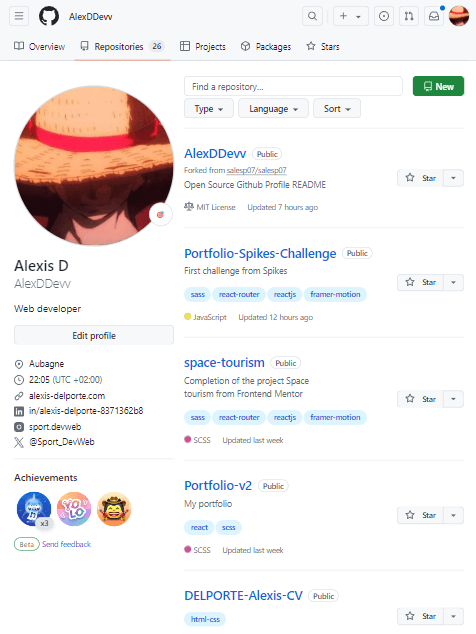 AlexDDevv
Overview
Repositories 26
Projects
Packages
Stars
Find a repository...
New
Type
Language
Sort
AlexDDevv Public
Forked from salesp07/salesp07
Open Source Github Profile README
MIT License Updated 7 hours ago
Star
Portfolio-Spikes-Challenge Public
First challenge from Spikes
sass react-router reactjs framer-motion
JavaScript Updated 12 hours ago
Star
space-tourism Public
Completion of the project Space
tourism from Frontend Mentor
sass react-router reactjs framer-motion
SCSS Updated last week
Star
Portfolio-v2 Public
My portfolio
react scss
SCSS Updated last week
Star
DELPORTE-Alexis-CV Public
html-css
Star
Alexis D
AlexDDevv
Web developer
Edit profile
Aubagne
22:05 (UTC +02:00)
alexis-delporte.com
in/alexis-delporte-8371362b8
sport.devweb
@Sport_DevWeb
Achievements
x3
YOLO
Beta Send feedback